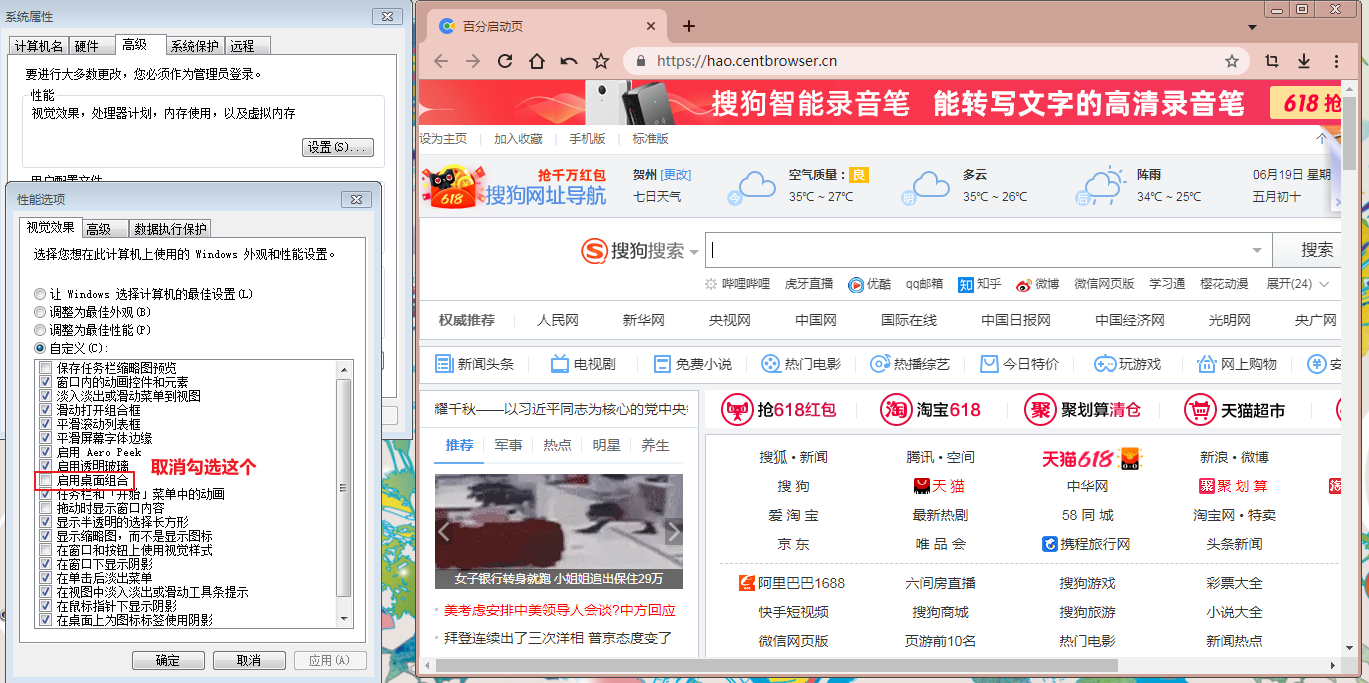 系统属性
计算机名 硬件 高级 系统保护 远程
要进行大多数更改，您必须作为管理员登录。
性能
视觉效果，处理器计划，内存使用，以及虚拟内存
设置(S)...
用户配置文件
性能选项
视觉效果 高级 数据执行保护
选择您想在此计算机上使用的 Windows 外观和性能设置。
让 Windows 选择计算机的最佳设置(L)
调整为最佳外观(B)
调整为最佳性能(P)
自定义(C):
保存任务栏缩略图预览
窗口内的动画控件和元素
淡入淡出或滑动菜单到视图
滑动打开组合框
平滑滚动列表框
平滑屏幕字体边缘
启用 Aero Peek
启用透明玻璃
取消勾选这个
启用桌面组合
任务栏和「开始」菜单中的动画
拖动时显示窗口内容
显示半透明的选择长方形
显示缩略图，而不是显示图标
在窗口和按钮上使用视觉样式
在窗口下显示阴影
在单击后淡出菜单
在视图中淡入淡出或滑动工具条提示
在鼠标指针下显示阴影
在桌面上为图标标签使用阴影
确定 取消 应用(A)
百分启动页
https://hao.centbrowser.cn
搜狗智能录音笔 能转写文字的高清录音笔 618 抢
设为主页 加入收藏 手机版 标准版 个
618
抢千万红包
搜狗网址导航
贺州 [更改]
七日天气
今
空气质量：良
35℃ ~ 27℃
明
多云
35℃ ~ 26℃
后
阵雨
34℃ ~ 25℃
06月19日 星期
五月初十
搜狗搜索 搜索
哔哩哔哩 虎牙直播 优酷 qq邮箱 知 知乎 微博 微信网页版 学习通 樱花动漫 展开(24)
权威推荐 人民网 新华网 央视网 中国网 国际在线 中国日报网 中国经济网 光明网 央广网
新闻头条 电视剧 免费小说 热门电影 热播综艺 今日特价 玩游戏 网上购物
耀千秋——以习近平同志为核心的党中央
推荐 军事 热点 明星 养生
女子银行转身就跑 小姐姐追出保住29万
美考虑安排中美领导人会谈?中方回应
拜登连续出了三次洋相 普京态度变了
抢618红包 淘 淘宝618 聚 聚划算清仓 天猫超市
搜狐·新闻 腾讯·空间 天猫618 新浪·微博
搜 狗 天 猫 中华网 聚 聚 划 算 淘
爱 淘 宝 最新热剧 58 同 城 淘宝网·特卖
京 东 唯 品 会 携程旅行网 头条新闻
阿里巴巴1688 六间房直播 搜狗游戏 彩票大全
快手短视频 搜狗商城 搜狗旅游 小说大全
微信网页版 页游前10名 热门电影 新闻热点